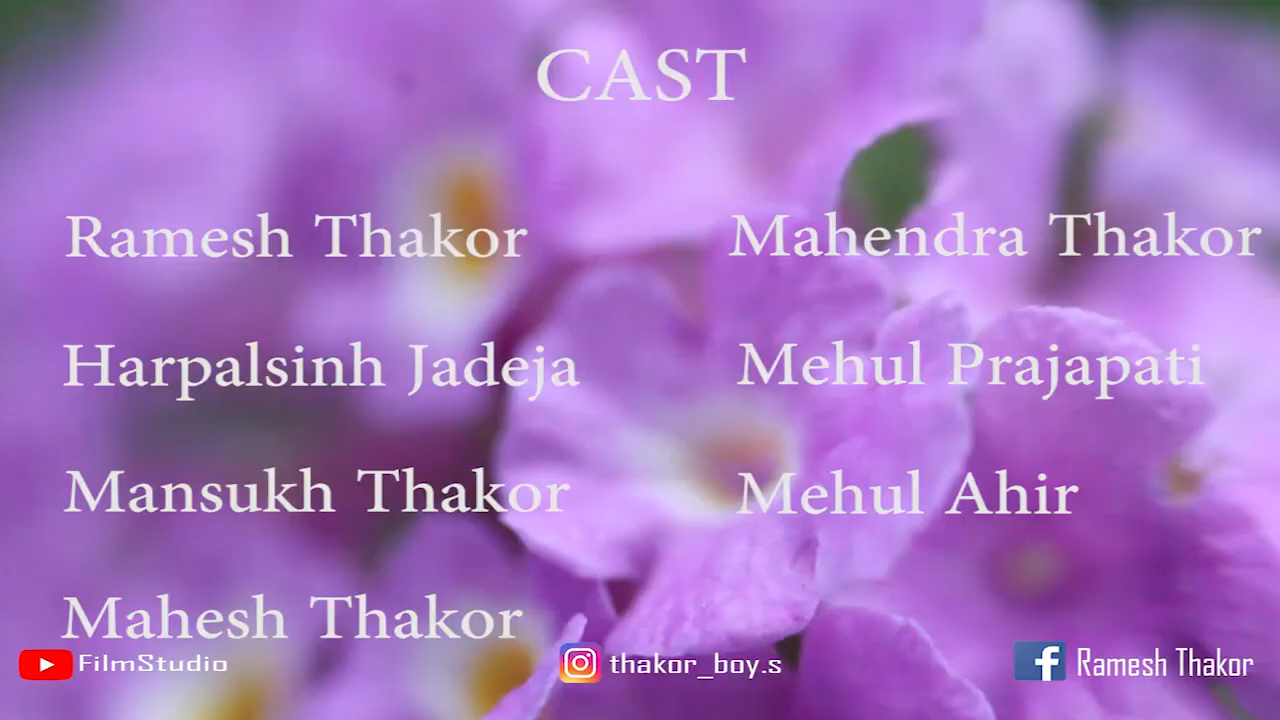 CAST
Ramesh Thakor
Mahendra Thakor
Harpalsinh Jadeja
Mehul Prajapati
Mansukh Thakor
Mehul Ahir
Mahesh Thakor
FilmStudio
thakor_boy.s
f Ramesh Thakor